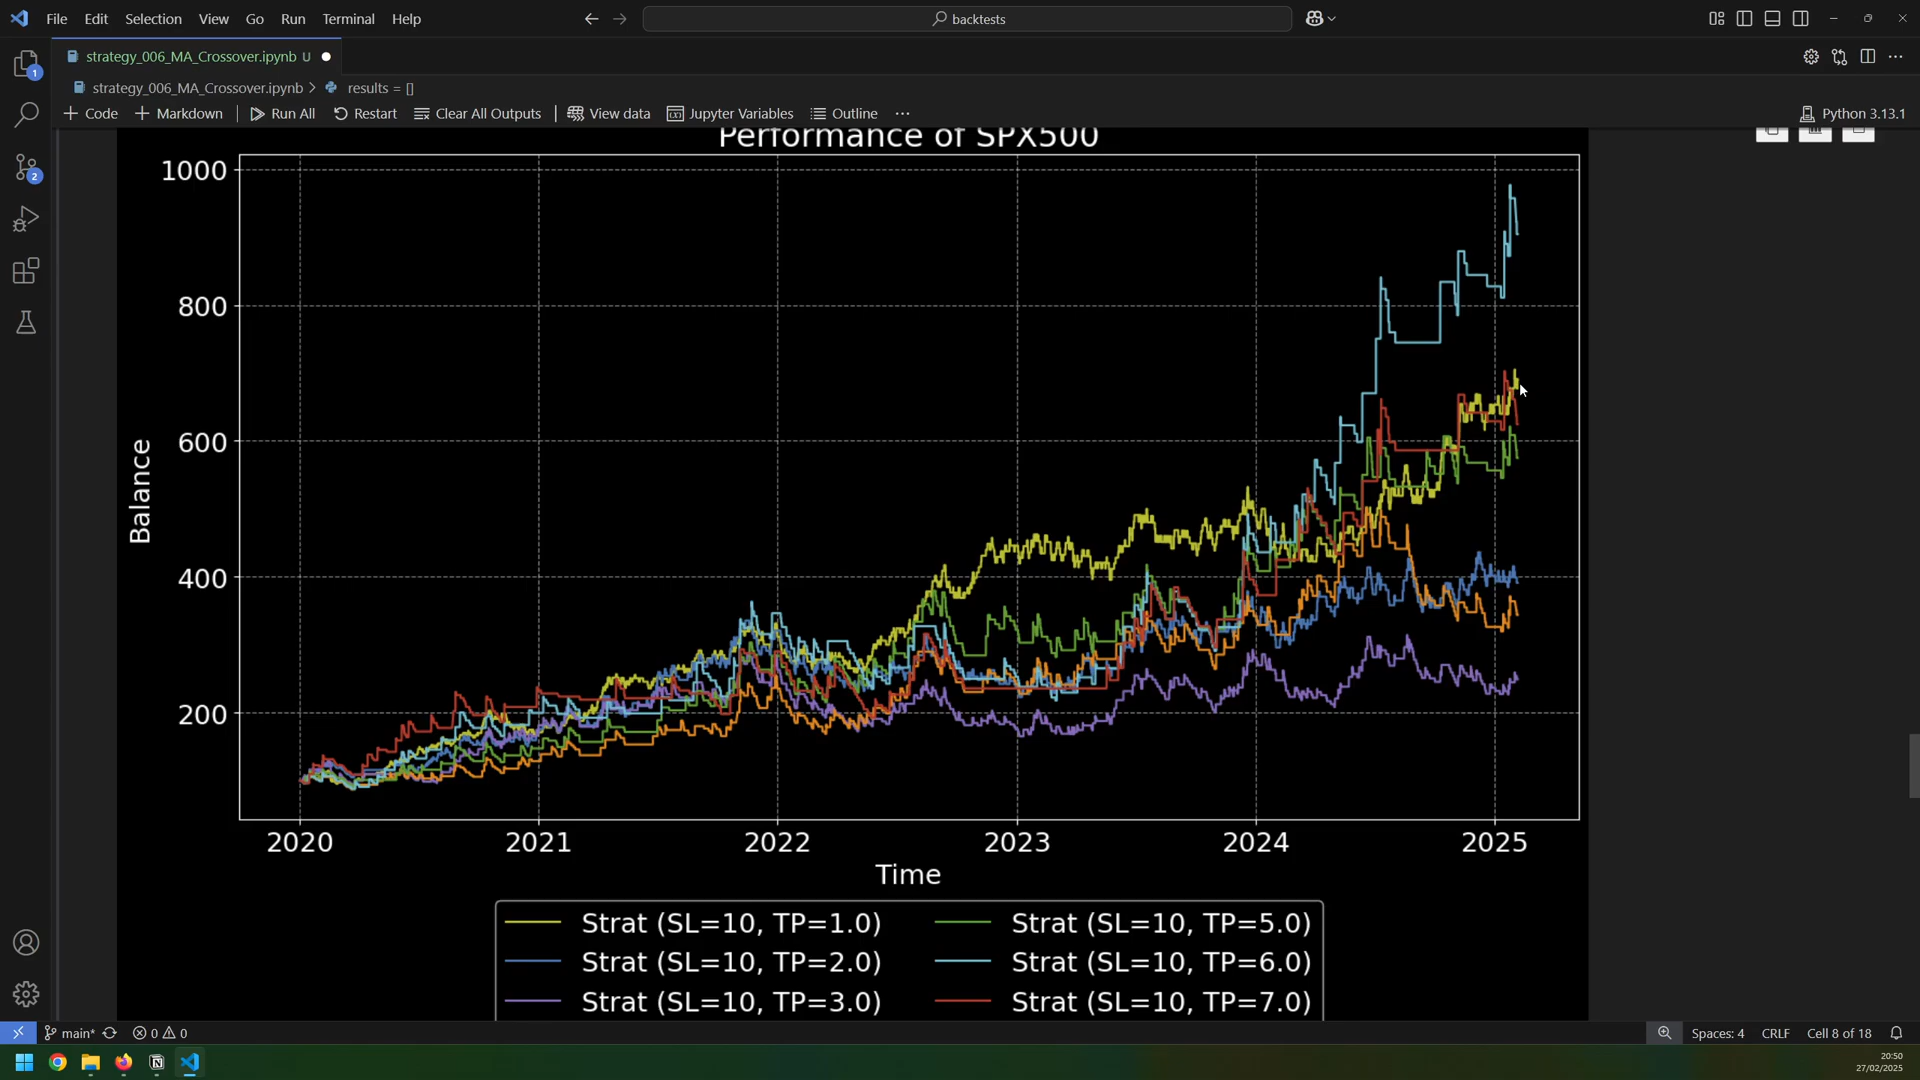 File Edit Selection View Go Run Terminal Help
backtests
strategy_006_MA_Crossover.ipynb U
strategy_006_MA_Crossover.ipynb > results = []
Code Markdown Run All Restart Clear All Outputs View data Jupyter Variables Outline
Python 3.13.1
1
2
Performance of SPX500
1000
800
600
400
200
Balance
2020 2021 2022 2023 2024 2025
Time
Strat (SL=10, TP=1.0) Strat (SL=10, TP=5.0)
Strat (SL=10, TP=2.0) Strat (SL=10, TP=6.0)
Strat (SL=10, TP=3.0) Strat (SL=10, TP=7.0)
main* 0 0
Spaces: 4 CRLF Cell 8 of 18
20:50
27/02/2025